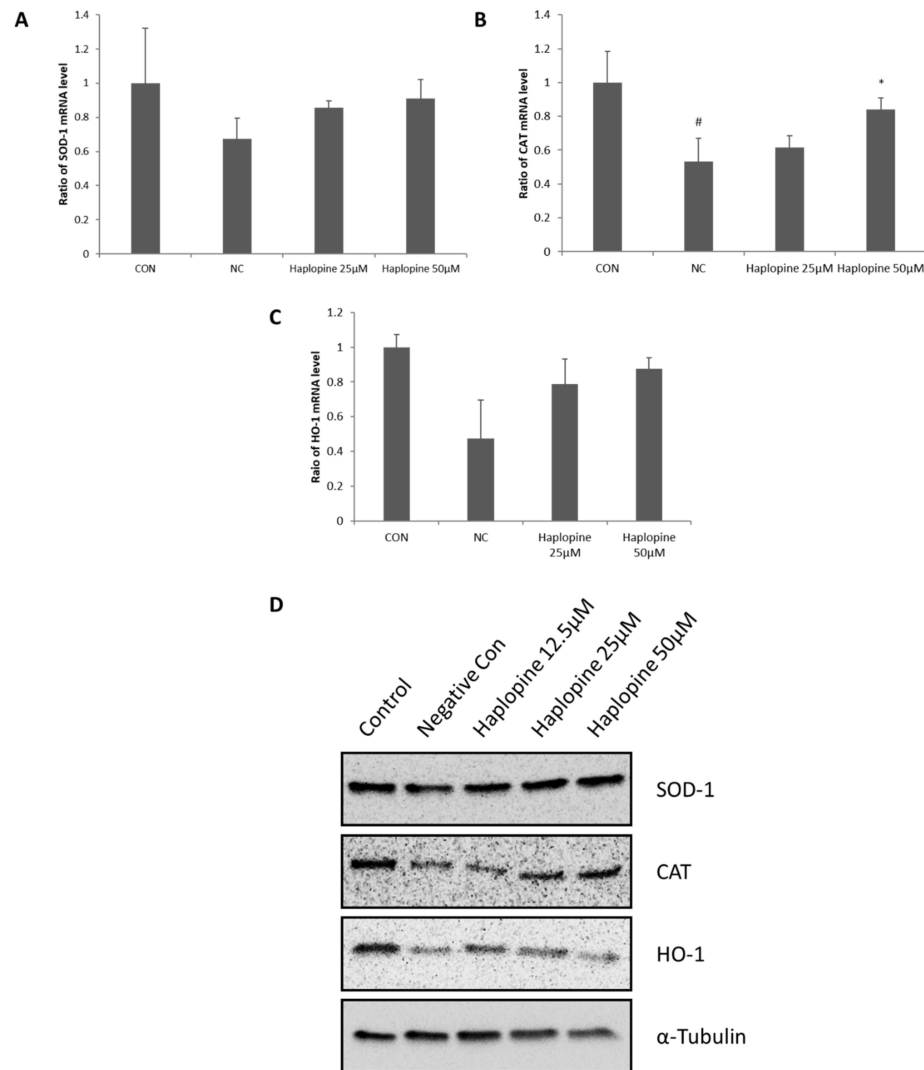 A
Ratio of SOD-1 mRNA level
1.4
1.2
1
0.8
0.6
0.4
0.2
0
CON NC Haplopine 25μM Haplopine 50μM
B
Ratio of CAT mRNA level
1.4
1.2
1
0.8
0.6
0.4
0.2
0
#
*
CON NC Haplopine 25μM Haplopine 50μM
C
Raio of HO-1 mRNA level
1.2
1
0.8
0.6
0.4
0.2
0
CON NC Haplopine Haplopine
25μM 50μM
D
Control
Negative Con
Haplopine 12.5μM
Haplopine 25μM
Haplopine 50μM
SOD-1
CAT
HO-1
α-Tubulin